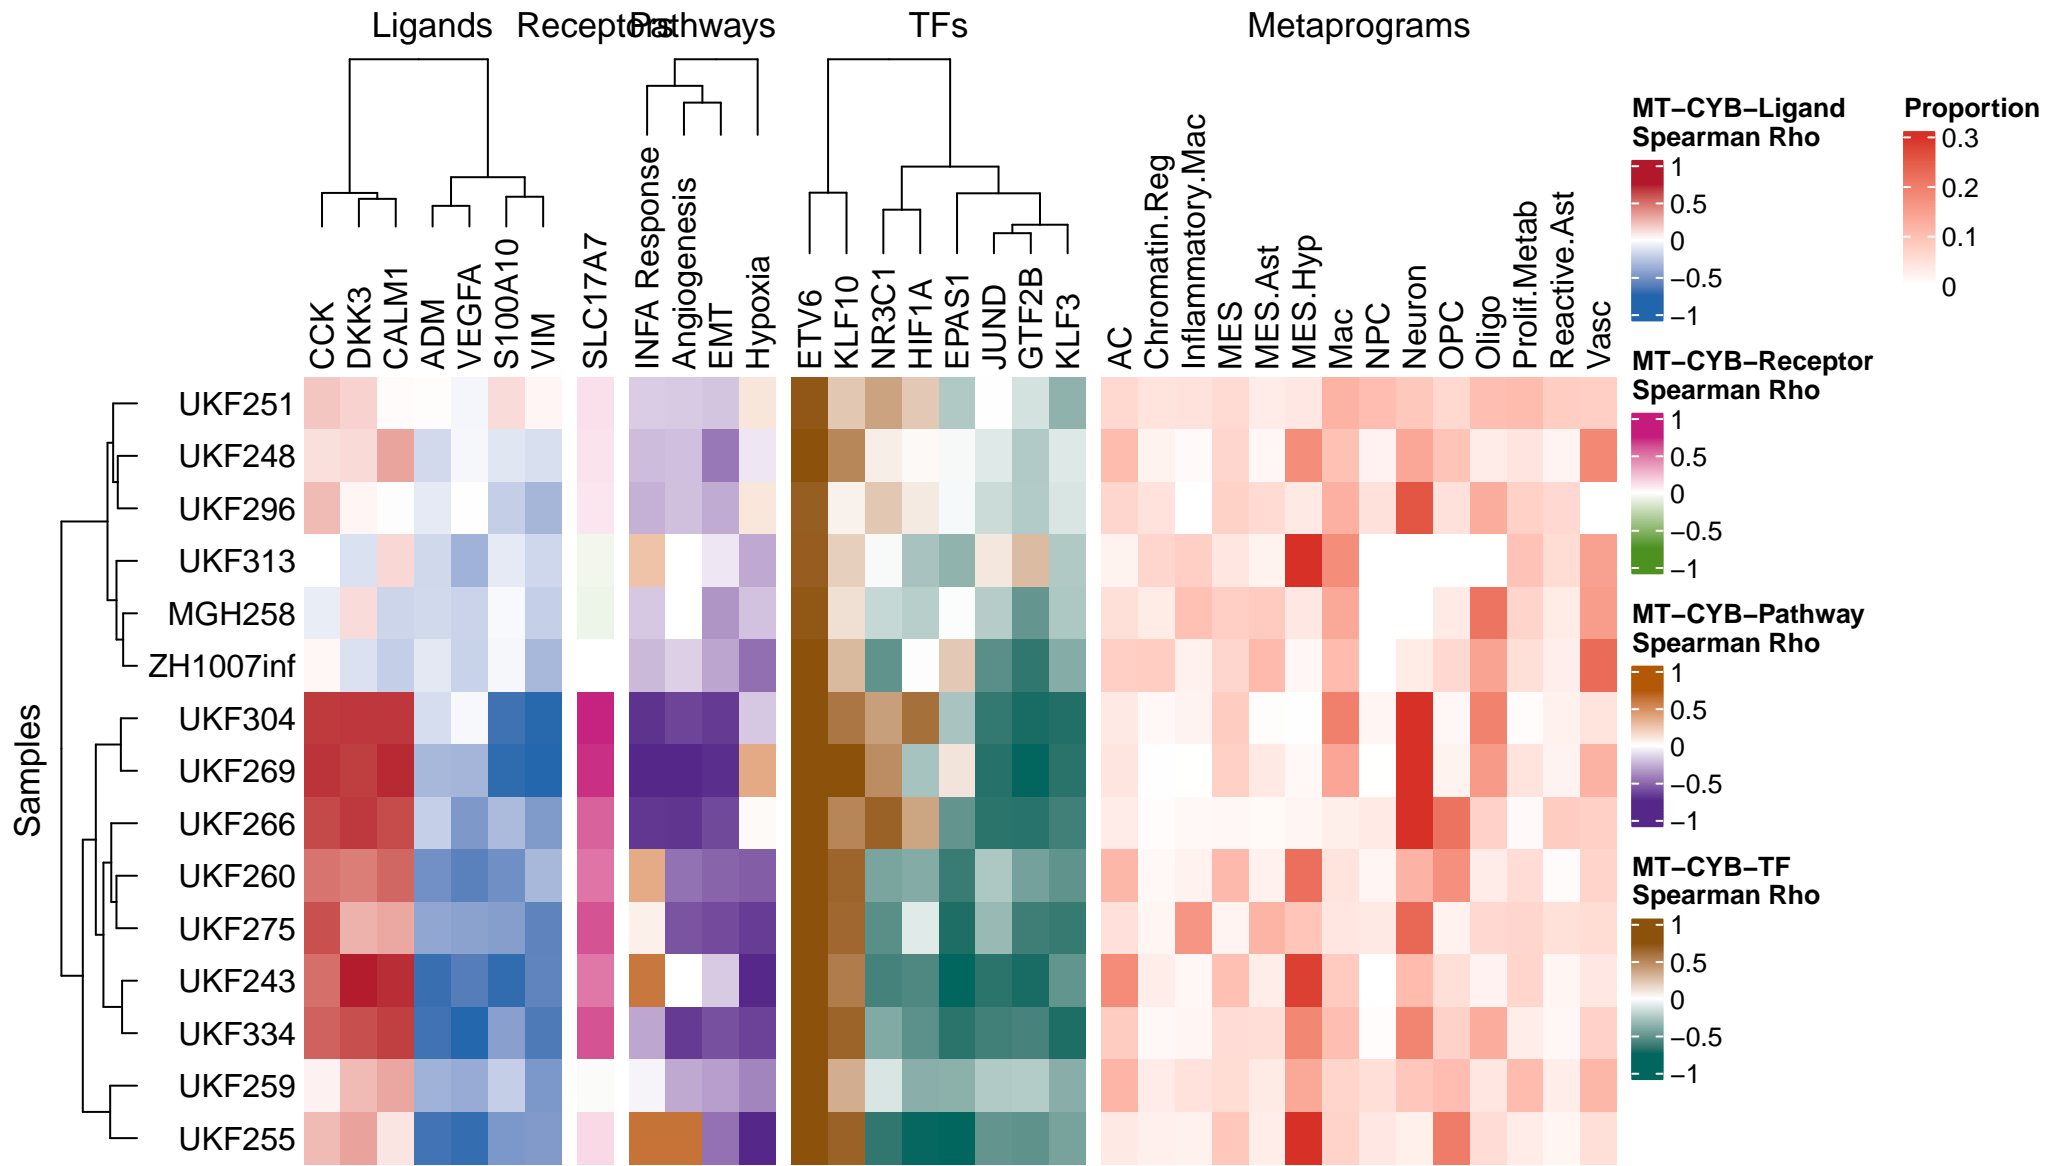 Ligands
Receptors
Pathways
TFs
Metaprograms
CCK
DKK3
CALM1
ADM
VEGFA
S100A10
VIM
SLC17A7
INFA Response
Angiogenesis
EMT
Hypoxia
ETV6
KLF10
NR3C1
HIF1A
EPAS1
JUND
GTF2B
KLF3
AC
Chromatin.Reg
Inflammatory.Mac
MES
MES.Ast
MES.Hyp
Mac
NPC
Neuron
OPC
Oligo
Prolif.Metab
Reactive.Ast
Vasc
Samples
UKF251
UKF248
UKF296
UKF313
MGH258
ZH1007inf
UKF304
UKF269
UKF266
UKF260
UKF275
UKF243
UKF334
UKF259
UKF255
MT−CYB−Ligand
Spearman Rho
1
0.5
0
−0.5
−1
MT−CYB−Receptor
Spearman Rho
1
0.5
0
−0.5
−1
MT−CYB−Pathway
Spearman Rho
1
0.5
0
−0.5
−1
MT−CYB−TF
Spearman Rho
1
0.5
0
−0.5
−1
Proportion
0.3
0.2
0.1
0